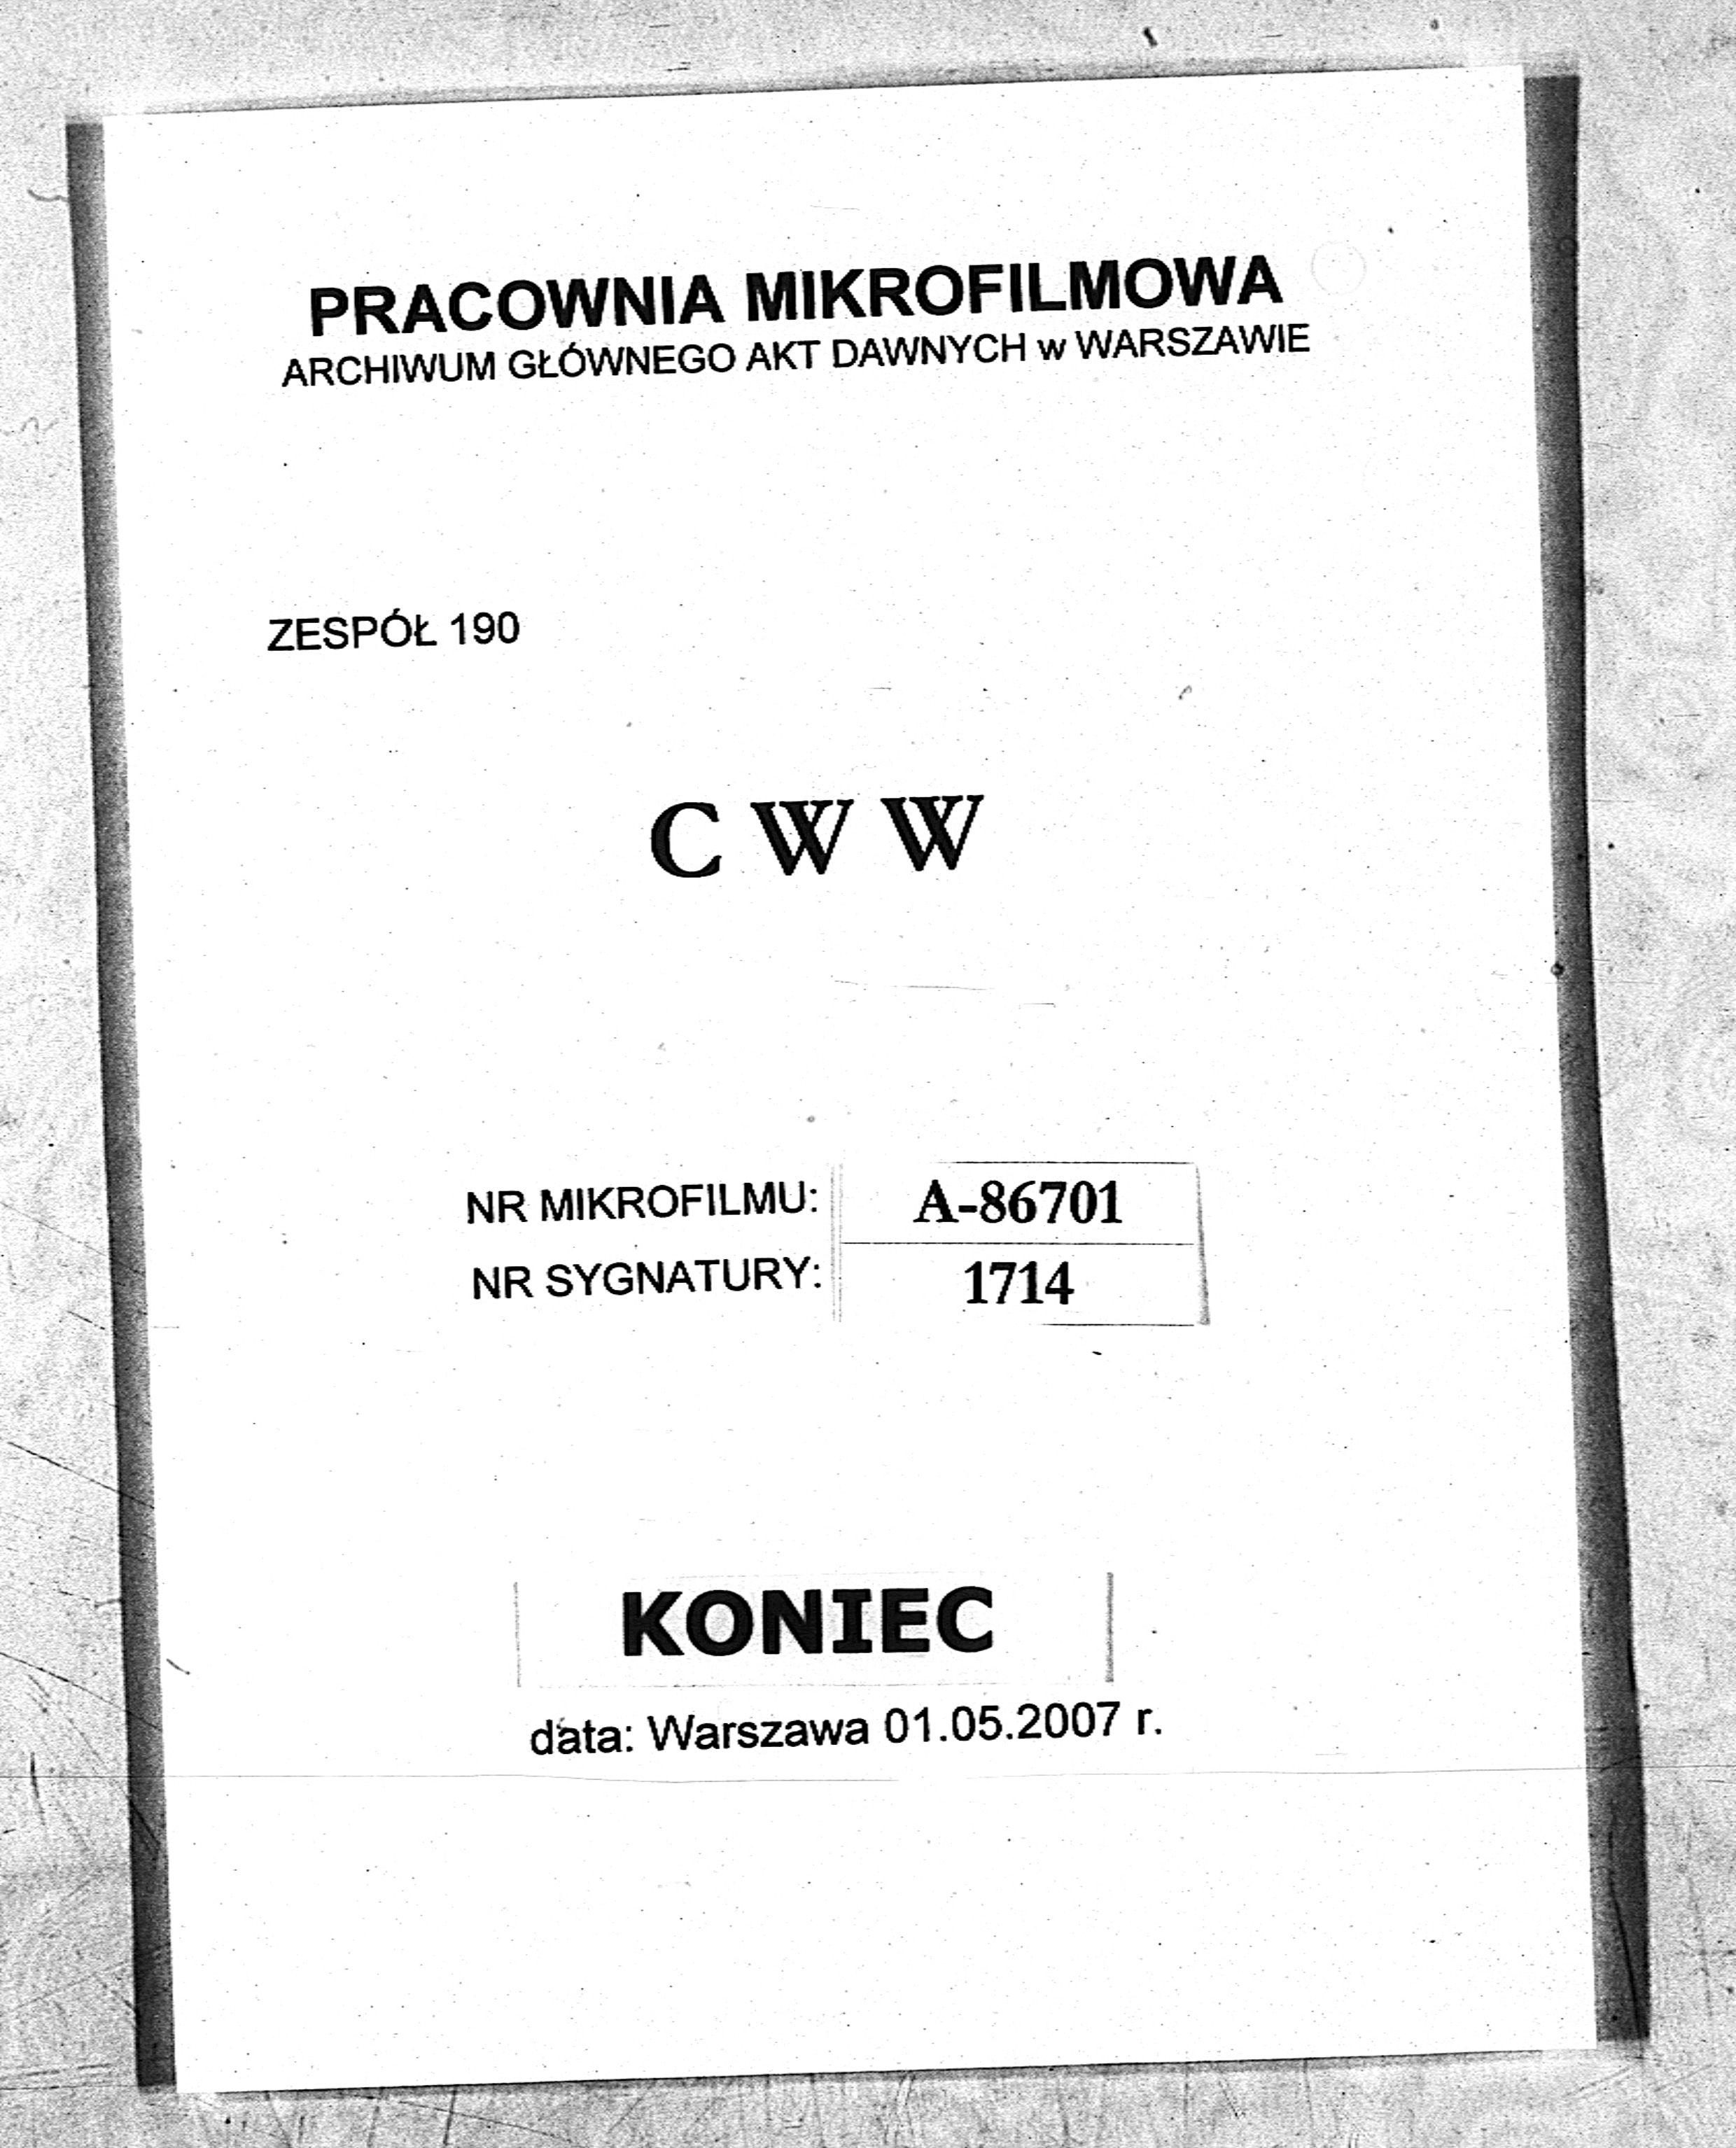 PRACOWNIA MIKROFILMOWA
ARCHIWUM GŁÓWNEGO AKT DAWNYCH w WARSZAWIE
ZESPÓŁ 190
C W W
NR MIKROFILMU: A-86701
NR SYGNATURY: 1714
KONIEC
data: Warszawa 01.05.2007 r.